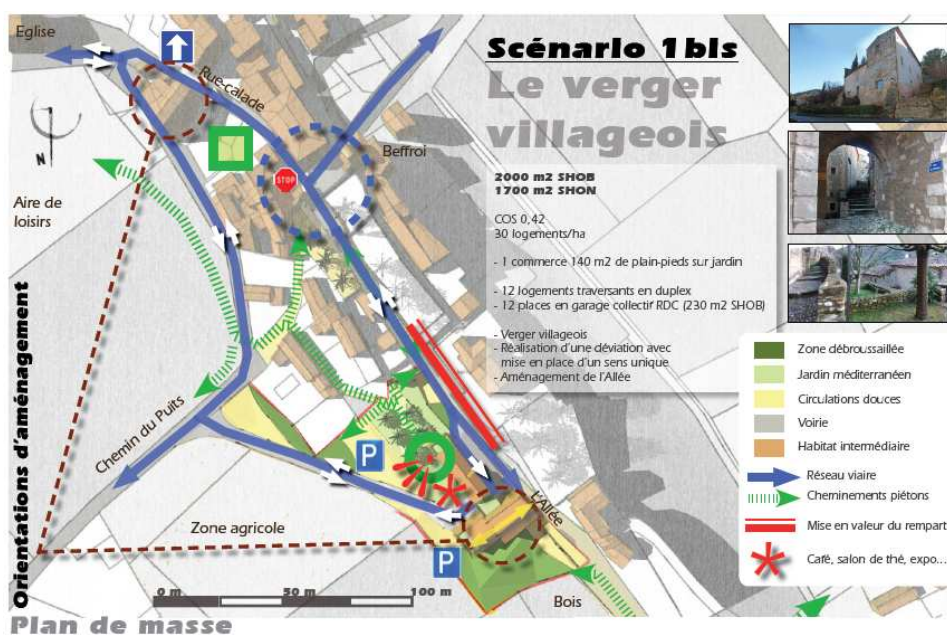 Scénario 1bis
Le verger
villageois
2000 m2 SHOB
1700 m2 SHON
COS 0,42
30 logements/ha
- 1 commerce 140 m2 de plain-pieds sur jardin
- 12 logements traversants en duplex
- 12 places en garage collectif RDC (230 m2 SHOB)
- Verger villageois
- Réalisation d'une déviation avec
mise en place d'un sens unique
- Aménagement de l'Allée
Zone débroussaillée
Jardin méditerranéen
Circulations douces
Voirie
Habitat intermédiaire
Réseau viaire
Cheminements piétons
Mise en valeur du rempart
Café, salon de thé, expo...
Eglise
Rue-calade
N
Beffroi
STOP
Aire de
loisirs
Orientations d'aménagement
Chemin du Puits
P
L'Allée
Zone agricole
P
Bois
0 m 50 m 100 m
Plan de masse